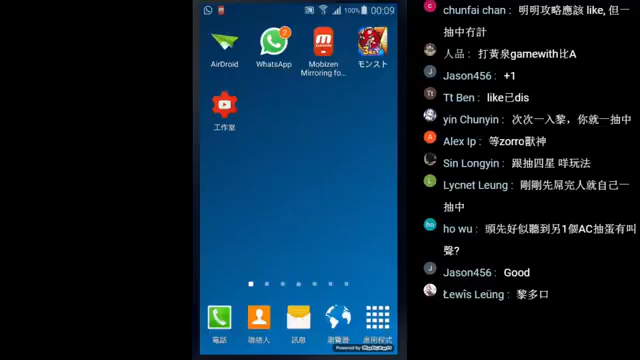 100% 00:09
7
AirDroid
WhatsApp
Mobizen
Mirroring fo...
モンスト
工作室
電話
聯絡人
訊息
瀏覽器
應用程式
Powered by
chunfai chan : 明明攻略應該 like, 但一
抽中冇計
人品 : 打黃泉gamewith比A
Jason456 : +1
Tt Ben : like己dis
yin Chunyin : 次次一入黎，你就一抽中
Alex Ip : 等zorro獸神
Sin Longyin : 跟抽四星 咩玩法
Lycnet Leung : 剛剛先屌完人就自己一
抽中
ho wu : 頭先好似聽到另1個AC抽蛋有叫
聲?
Jason456 : Good
Łewîs Leüng : 黎多口